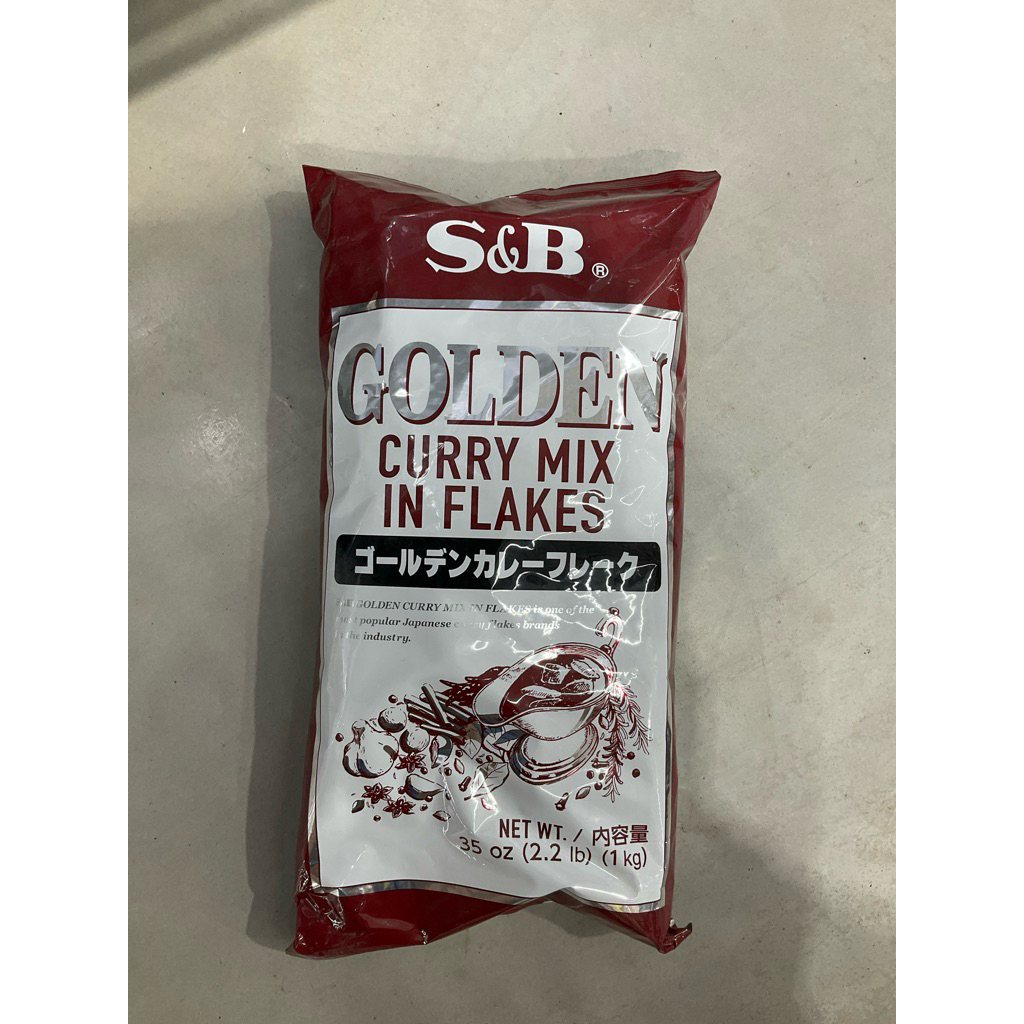 S&B®
GOLDEN
CURRY MIX
IN FLAKES
ゴールデンカレーフレーク
S&B GOLDEN CURRY MIX IN FLAKES is one of the
most popular Japanese curry flakes brands
in the industry.
NET WT. / 内容量
35 oz (2.2 lb) (1 kg)